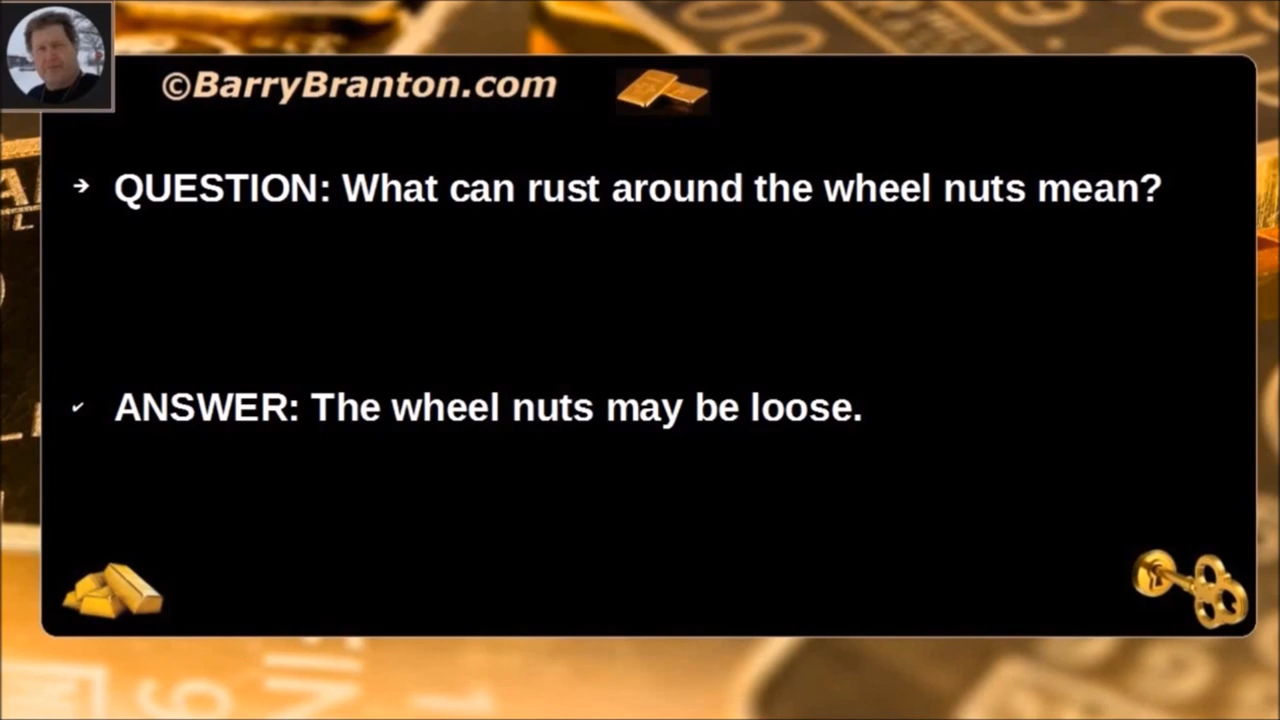 ©BarryBranton.com
QUESTION: What can rust around the wheel nuts mean?
ANSWER: The wheel nuts may be loose.